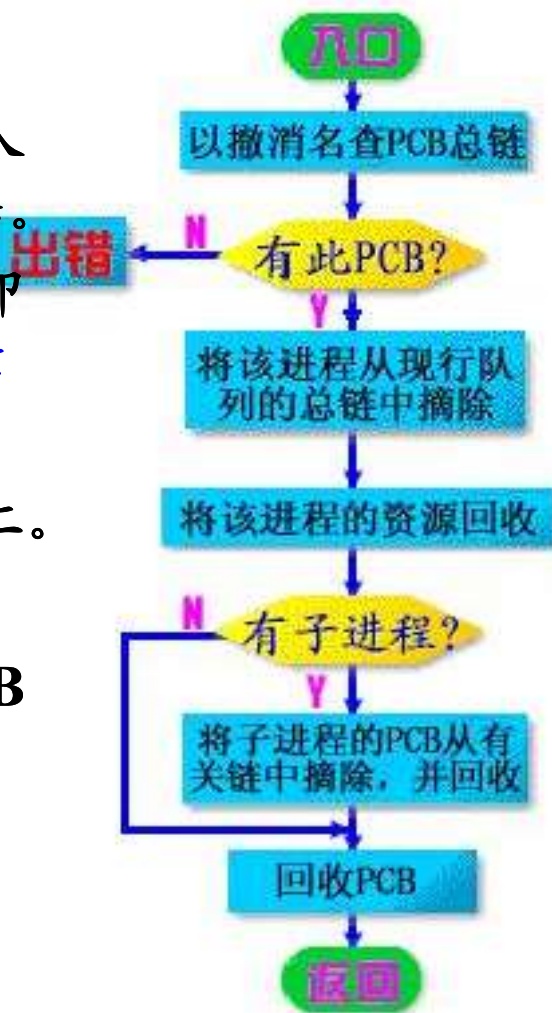 入口
以撤消名查PCB总链
N
出错
有此PCB?
Y
将该进程从现行队
列的总链中摘除
将该进程的资源回收
N
有子进程?
Y
将子进程的PCB从有
关链中摘除，并回收
回收PCB
返回
。
。
B